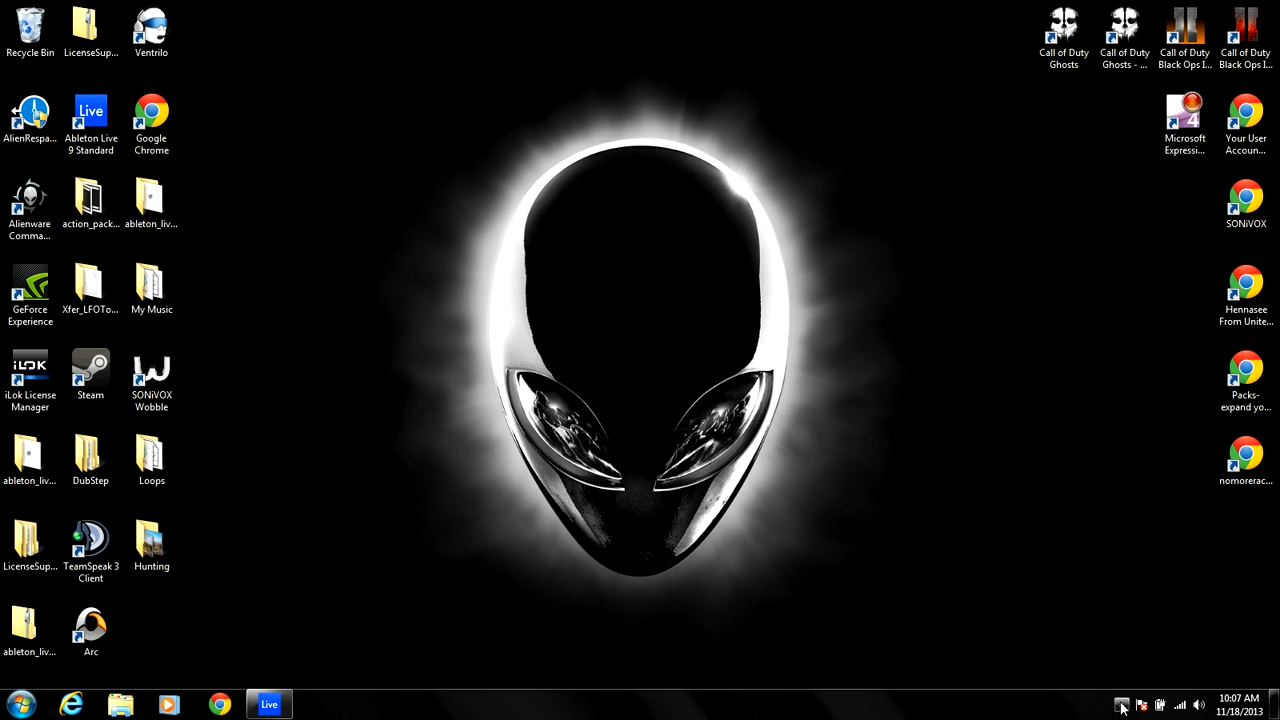 Recycle Bin
LicenseSup...
Ventrilo
AlienRespa...
Live
Ableton Live
9 Standard
Google
Chrome
Alienware
Comma...
action_pack...
ableton_liv...
GeForce
Experience
Xfer_LFOTo...
My Music
iLOK
iLok License
Manager
Steam
SONiVOX
Wobble
ableton_liv...
DubStep
Loops
LicenseSup...
TeamSpeak 3
Client
Hunting
ableton_liv...
Arc
Call of Duty
Ghosts
Call of Duty
Ghosts - ...
Call of Duty
Black Ops I...
Call of Duty
Black Ops I...
4
Microsoft
Expressi...
Your User
Accoun...
SONiVOX
Hennasee
From Unite...
Packs-
expand yo...
nomorerac...
Live
10:07 AM
11/18/2013